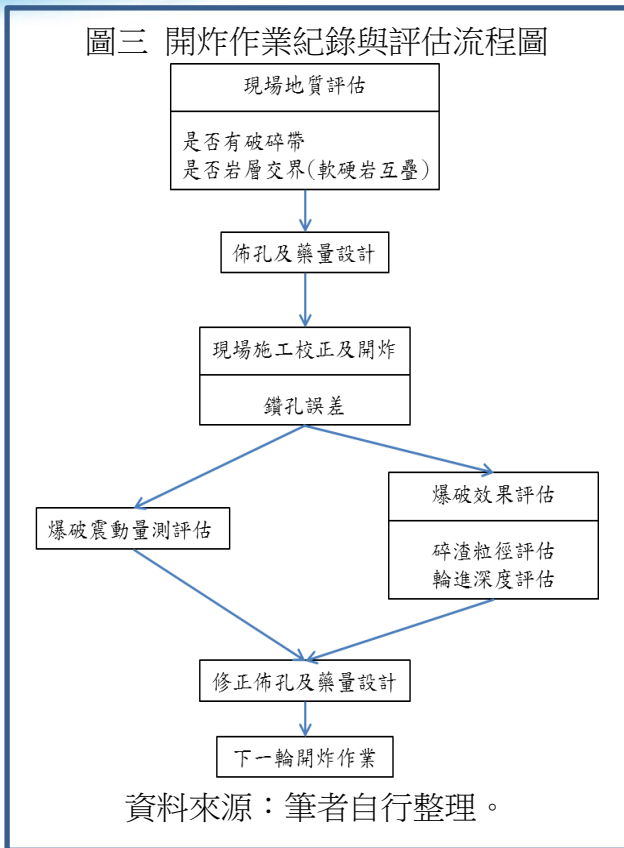 圖三 開炸作業紀錄與評估流程圖
現場地質評估
是否有破碎帶
是否岩層交界(軟硬岩互疊)
佈孔及藥量設計
現場施工校正及開炸
鑽孔誤差
爆破震動量測評估
爆破效果評估
碎渣粒徑評估
輪進深度評估
修正佈孔及藥量設計
下一輪開炸作業
資料來源：筆者自行整理。